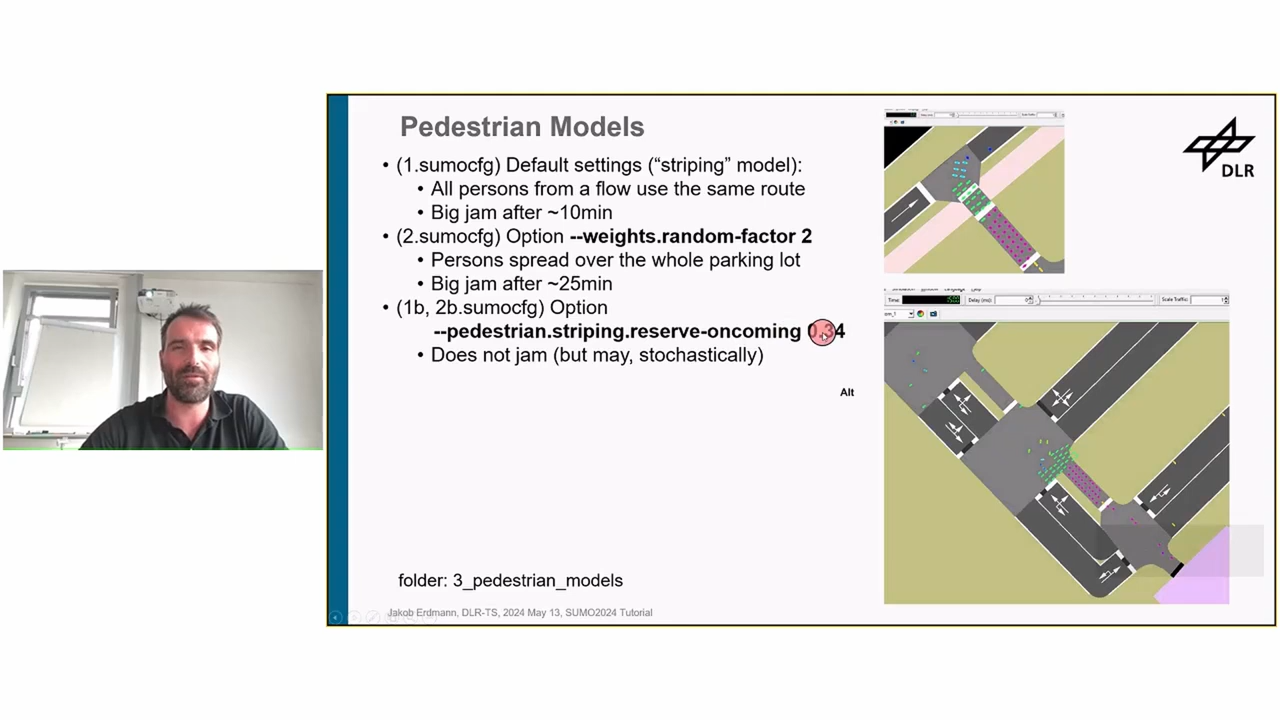 Pedestrian Models
• (1.sumocfg) Default settings (“striping” model):
• All persons from a flow use the same route
• Big jam after ~10min
• (2.sumocfg) Option --weights.random-factor 2
• Persons spread over the whole parking lot
• Big jam after ~25min
• (1b, 2b.sumocfg) Option
--pedestrian.striping.reserve-oncoming 0.34
• Does not jam (but may, stochastically)
Alt
folder: 3_pedestrian_models
Jakob Erdmann, DLR-TS, 2024 May 13, SUMO2024 Tutorial
DLR
Time:
Delay (ms):
Scale Traffic: